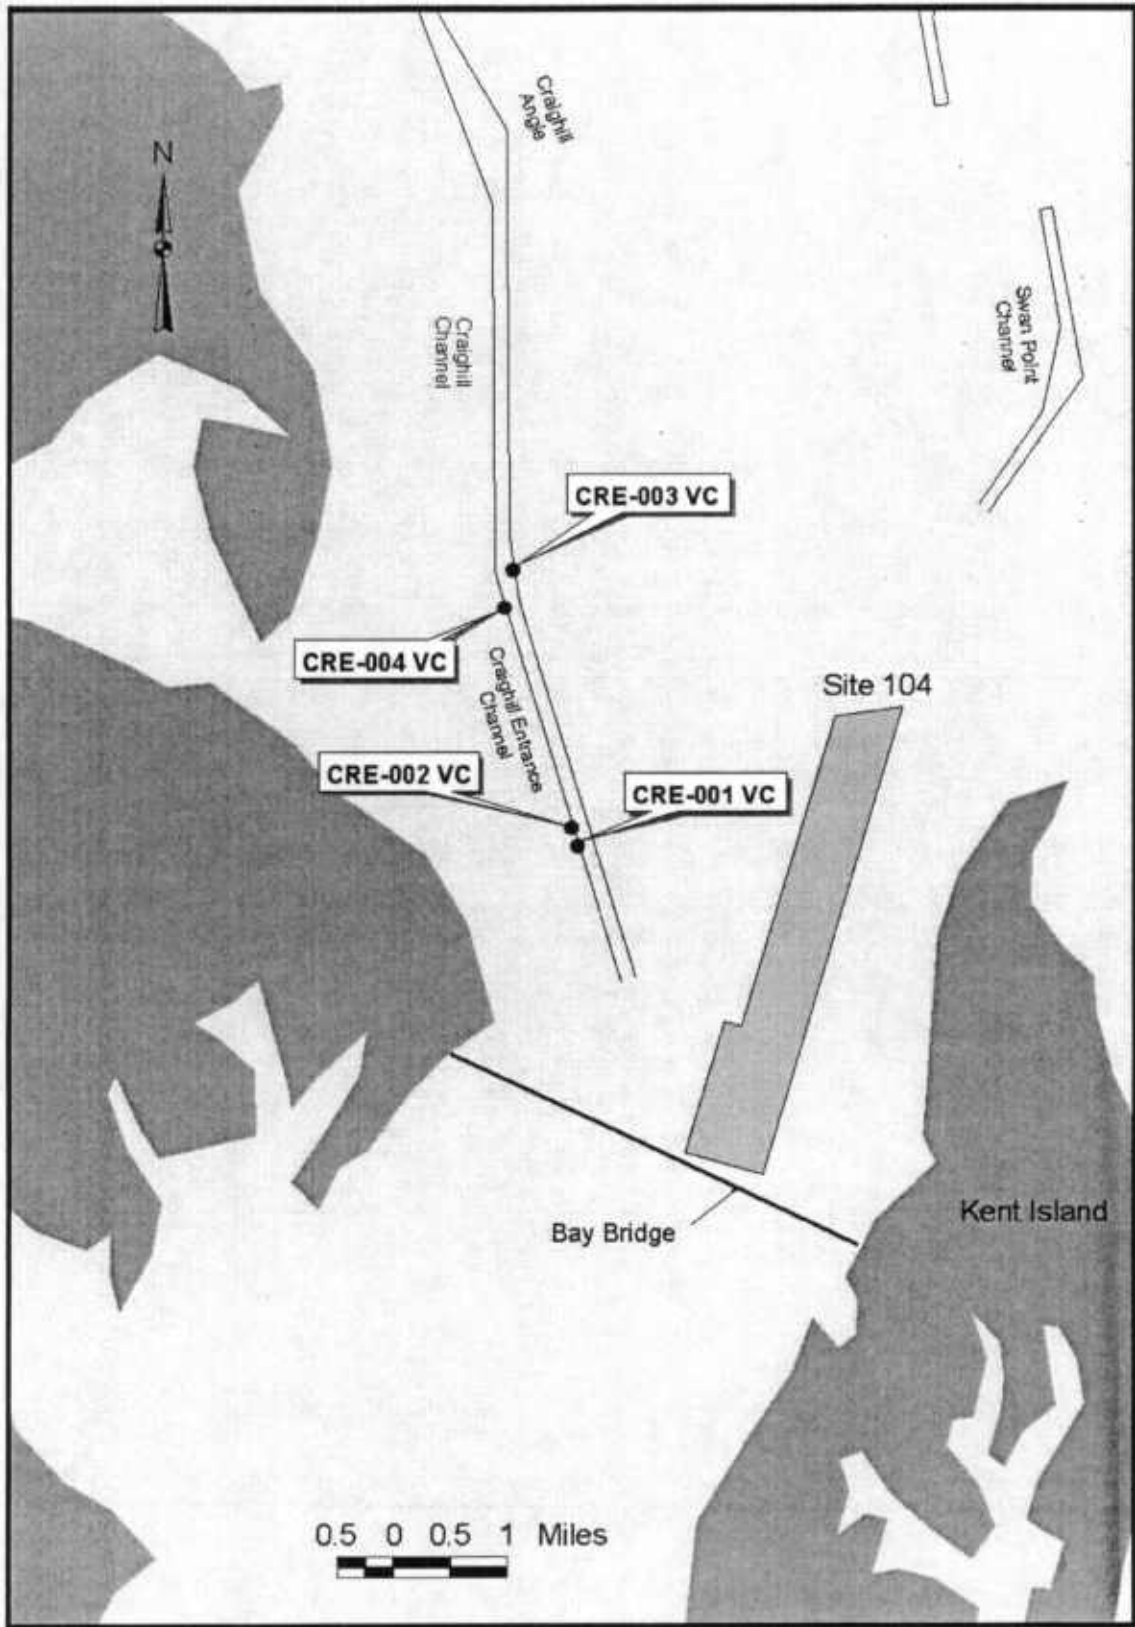 Craighill
Angle
N
Swan Point
Channel
Craighill
Channel
CRE-003 VC
CRE-004 VC
Craighill Entrance
Channel
Site 104
CRE-002 VC
CRE-001 VC
Kent Island
Bay Bridge
0.5 0 0.5 1 Miles